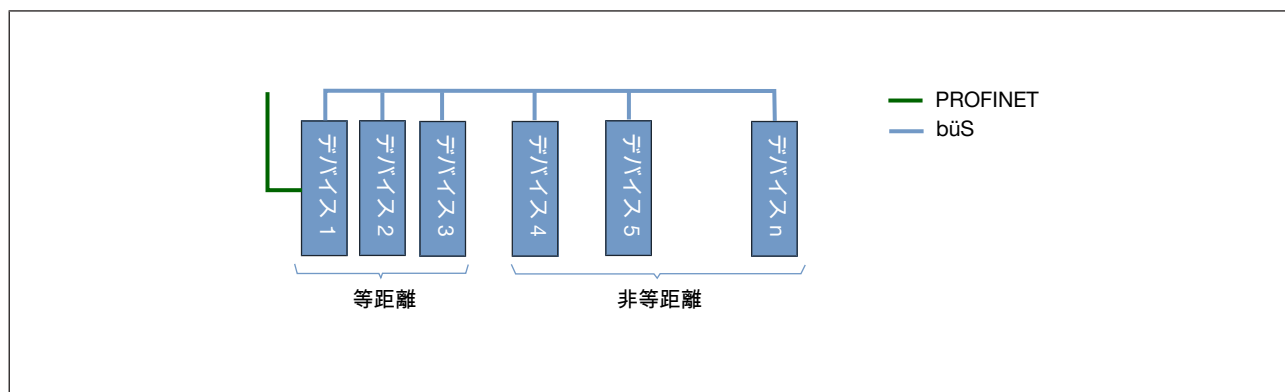 PROFINET
büS
デバイス 1
デバイス 2
デバイス 3
デバイス 4
デバイス 5
デバイス n
等距離
非等距離